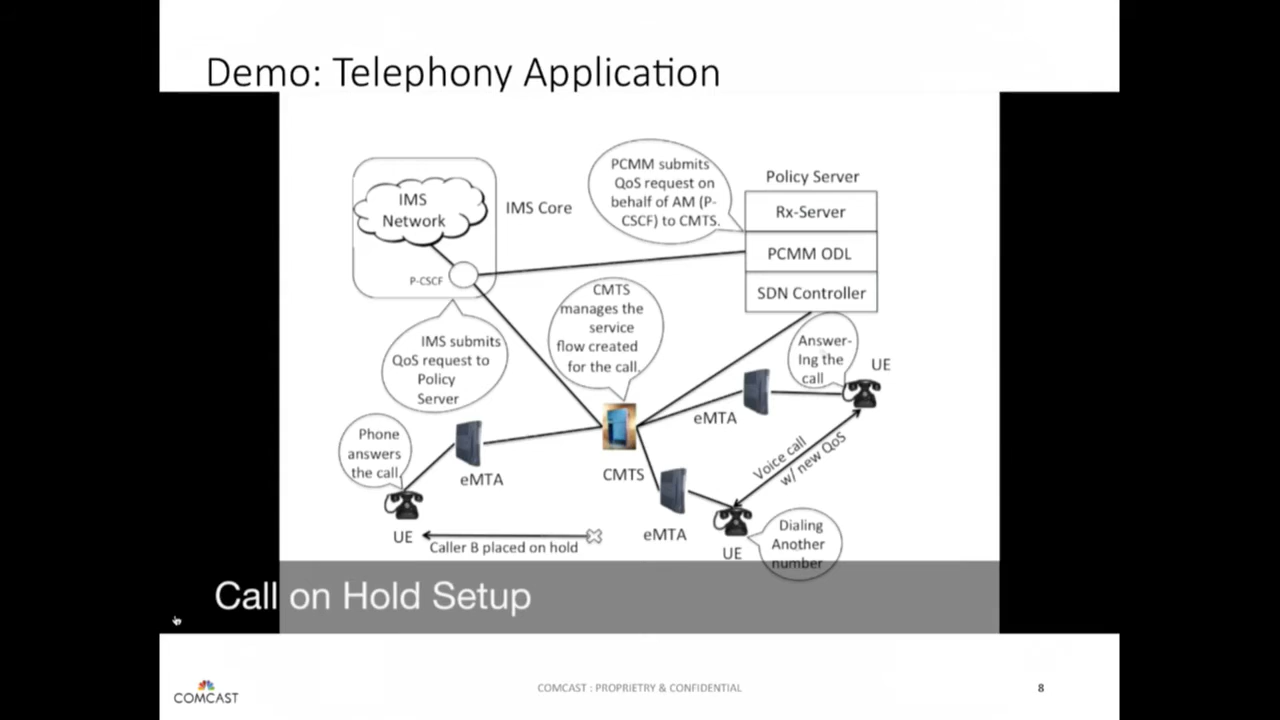 Demo: Telephony Application
IMS
Network
IMS Core
P-CSCF
PCMM submits
QoS request on
behalf of AM (P-
CSCF) to CMTS.
Policy Server
Rx-Server
PCMM ODL
SDN Controller
IMS submits
QoS request to
Policy
Server
CMTS
manages the
service
flow created
for the call.
Answer-
Ing the
call
UE
eMTA
Phone
answers
the call
eMTA
CMTS
Voice call
w/ new QoS
UE
Caller B placed on hold
eMTA
UE
Dialing
Another
number
Call on Hold Setup
COMCAST
COMCAST : PROPRIETRY & CONFIDENTIAL
8